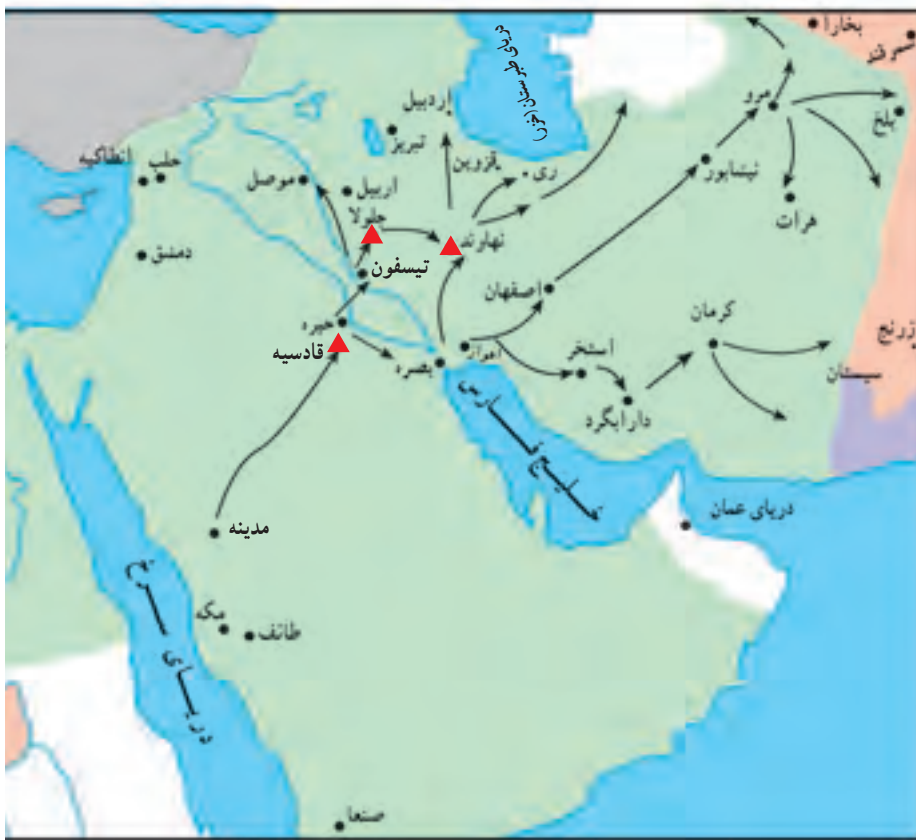 بخارا
سمرقند
دریای طبرستان (خزر)
اردبیل
مرو
بلخ
تبریز
قزوین
ری
نیشابور
انطاکیه
حلب
موصل
اربیل
جلولا
هرات
نهاوند
دمشق
تیسفون
اصفهان
کرمان
حیره
زرنج
قادسیه
اهواز
استخر
بصره
سیستان
دارابگرد
خلیج فارس
دریای عمان
مدینه
مکه
طائف
دریای سرخ
صنعا